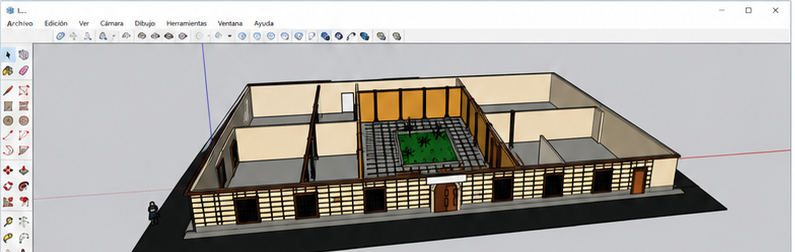 I...
Archivo Edición Ver Cámara Dibujo Herramientas Ventana Ayuda